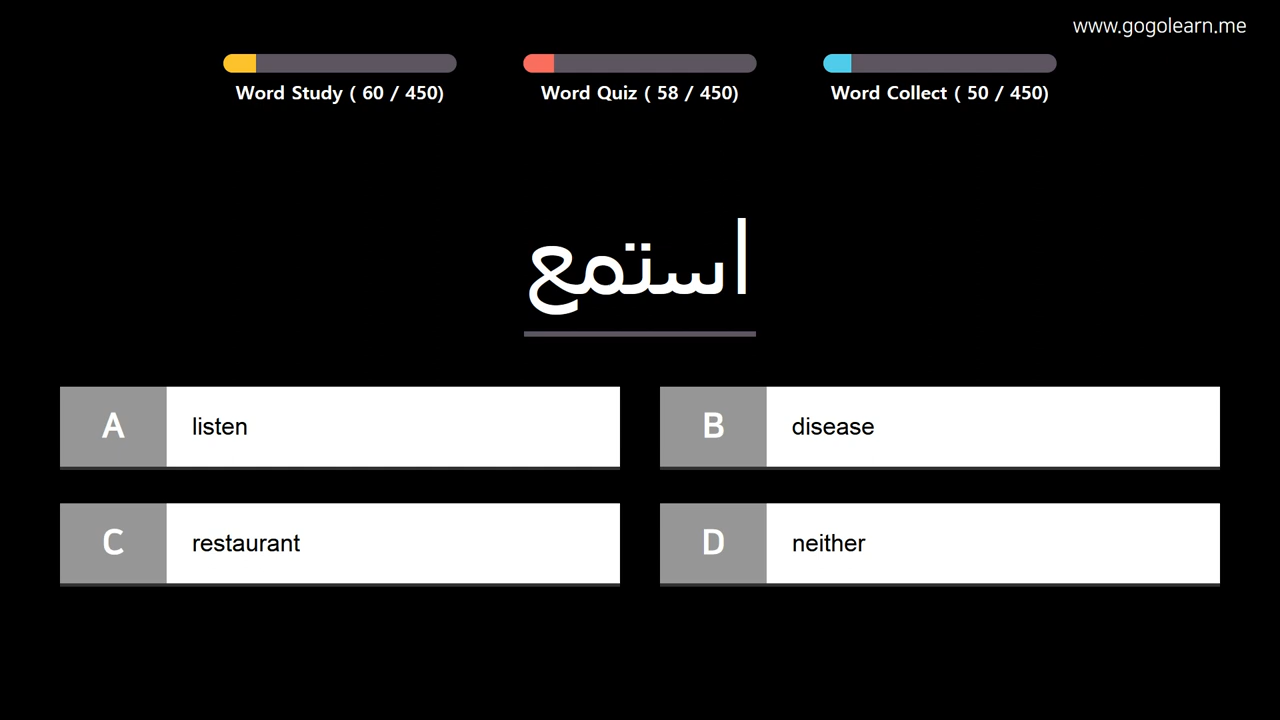 www.gogolearn.me
Word Study ( 60 / 450)
Word Quiz ( 58 / 450)
Word Collect ( 50 / 450)
استمع
A listen
B disease
C restaurant
D neither